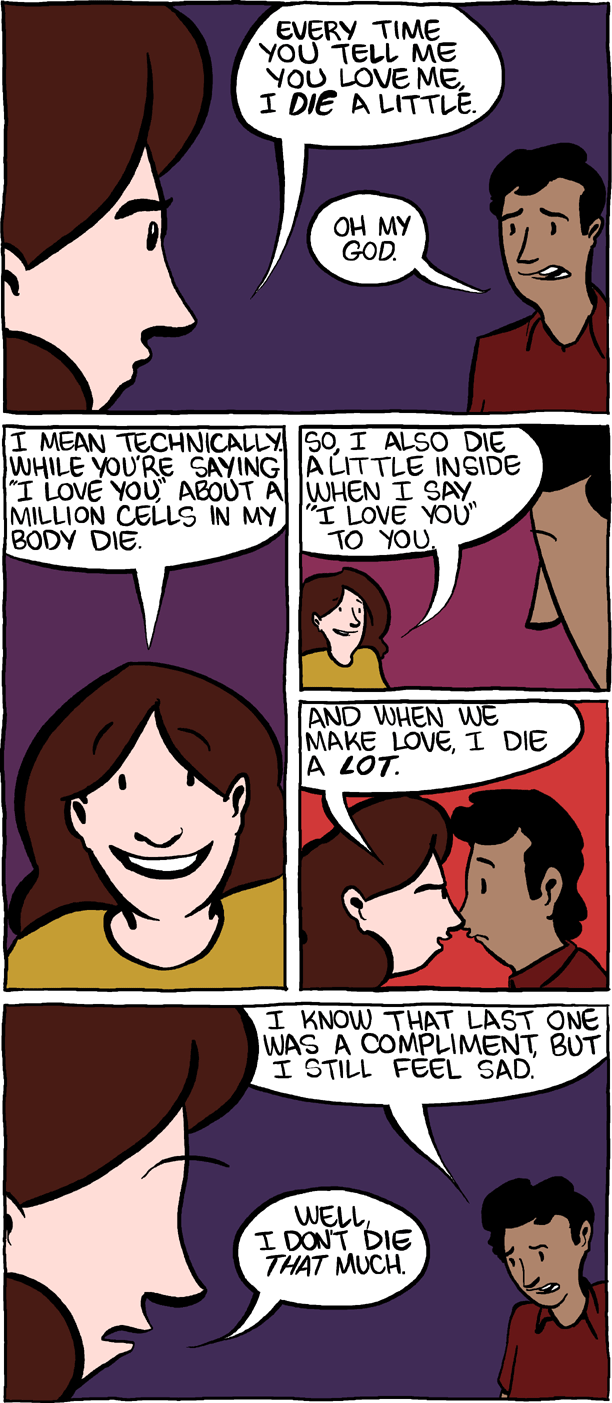 EVERY TIME
YOU TELL ME
YOU LOVE ME,
I DIE A LITTLE.
OH MY
GOD.
I MEAN TECHNICALLY,
WHILE YOU'RE SAYING
"I LOVE YOU," ABOUT A
MILLION CELLS IN MY
BODY DIE.
SO, I ALSO DIE
A LITTLE INSIDE
WHEN I SAY
"I LOVE YOU"
TO YOU.
AND WHEN WE
MAKE LOVE, I DIE
A LOT.
I KNOW THAT LAST ONE
WAS A COMPLIMENT, BUT
I STILL FEEL SAD.
WELL,
I DON'T DIE
THAT MUCH.